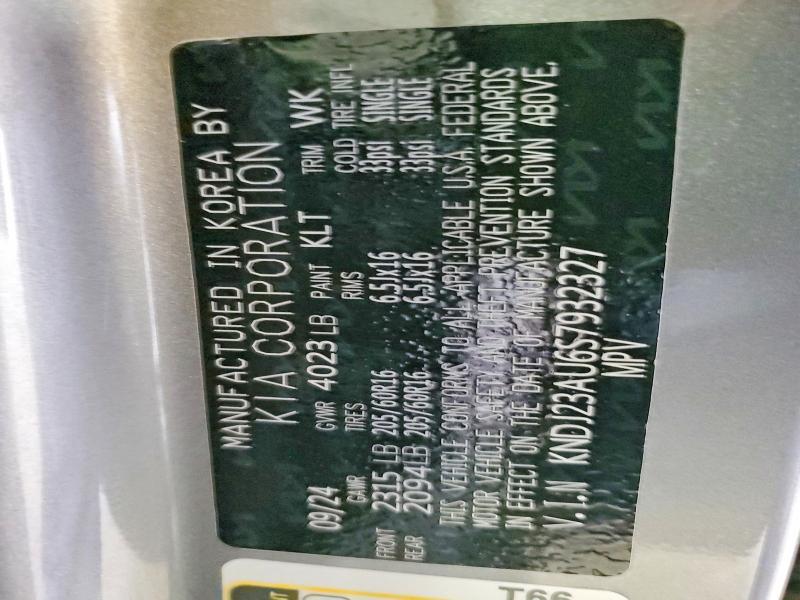 MANUFACTURED IN KOREA BY
KIA CORPORATION
09/24 GVWR 4023 LB PAINT KLT TRIM WK
GAWR TIRES RIMS COLD TIRE INFL
FRONT 2315 LB 205/60R16 6.5Jx16 33psi SINGLE
REAR 2094 LB 205/60R16 6.5Jx16 33psi SINGLE
THIS VEHICLE CONFORMS TO ALL APPLICABLE U.S.A. FEDERAL
MOTOR VEHICLE SAFETY AND THEFT PREVENTION STANDARDS
IN EFFECT ON THE DATE OF MANUFACTURE SHOWN ABOVE.
V.I.N KNDJ23AU6S7932327
MPV